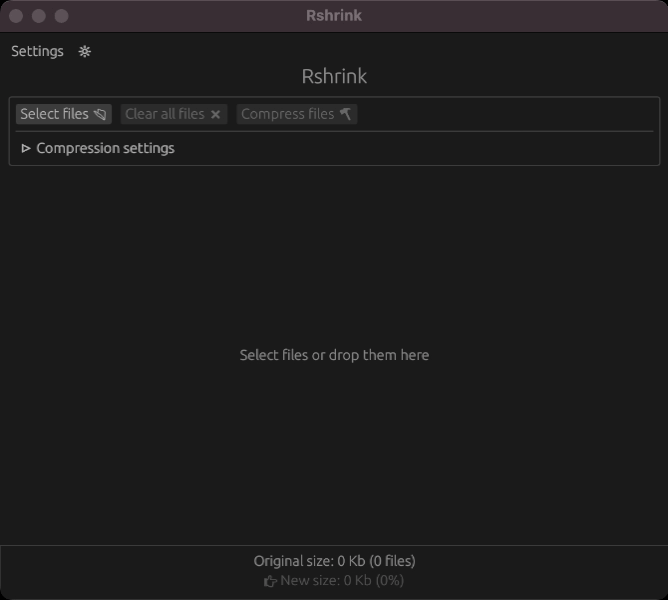 Rshrink
Settings
Rshrink
Select files Clear all files Compress files
Compression settings
Select files or drop them here
Original size: 0 Kb (0 files)
New size: 0 Kb (0%)